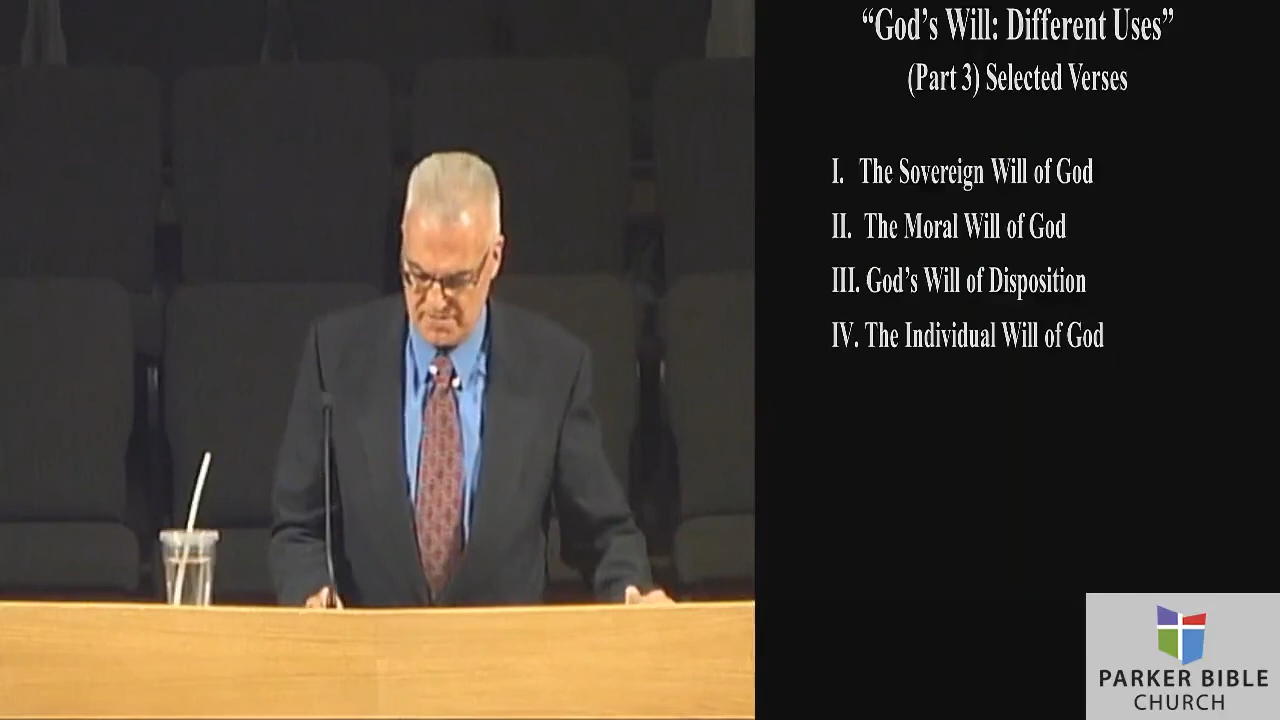 “God’s Will: Different Uses”
(Part 3) Selected Verses
I. The Sovereign Will of God
II. The Moral Will of God
III. God’s Will of Disposition
IV. The Individual Will of God
PARKER BIBLE
CHURCH